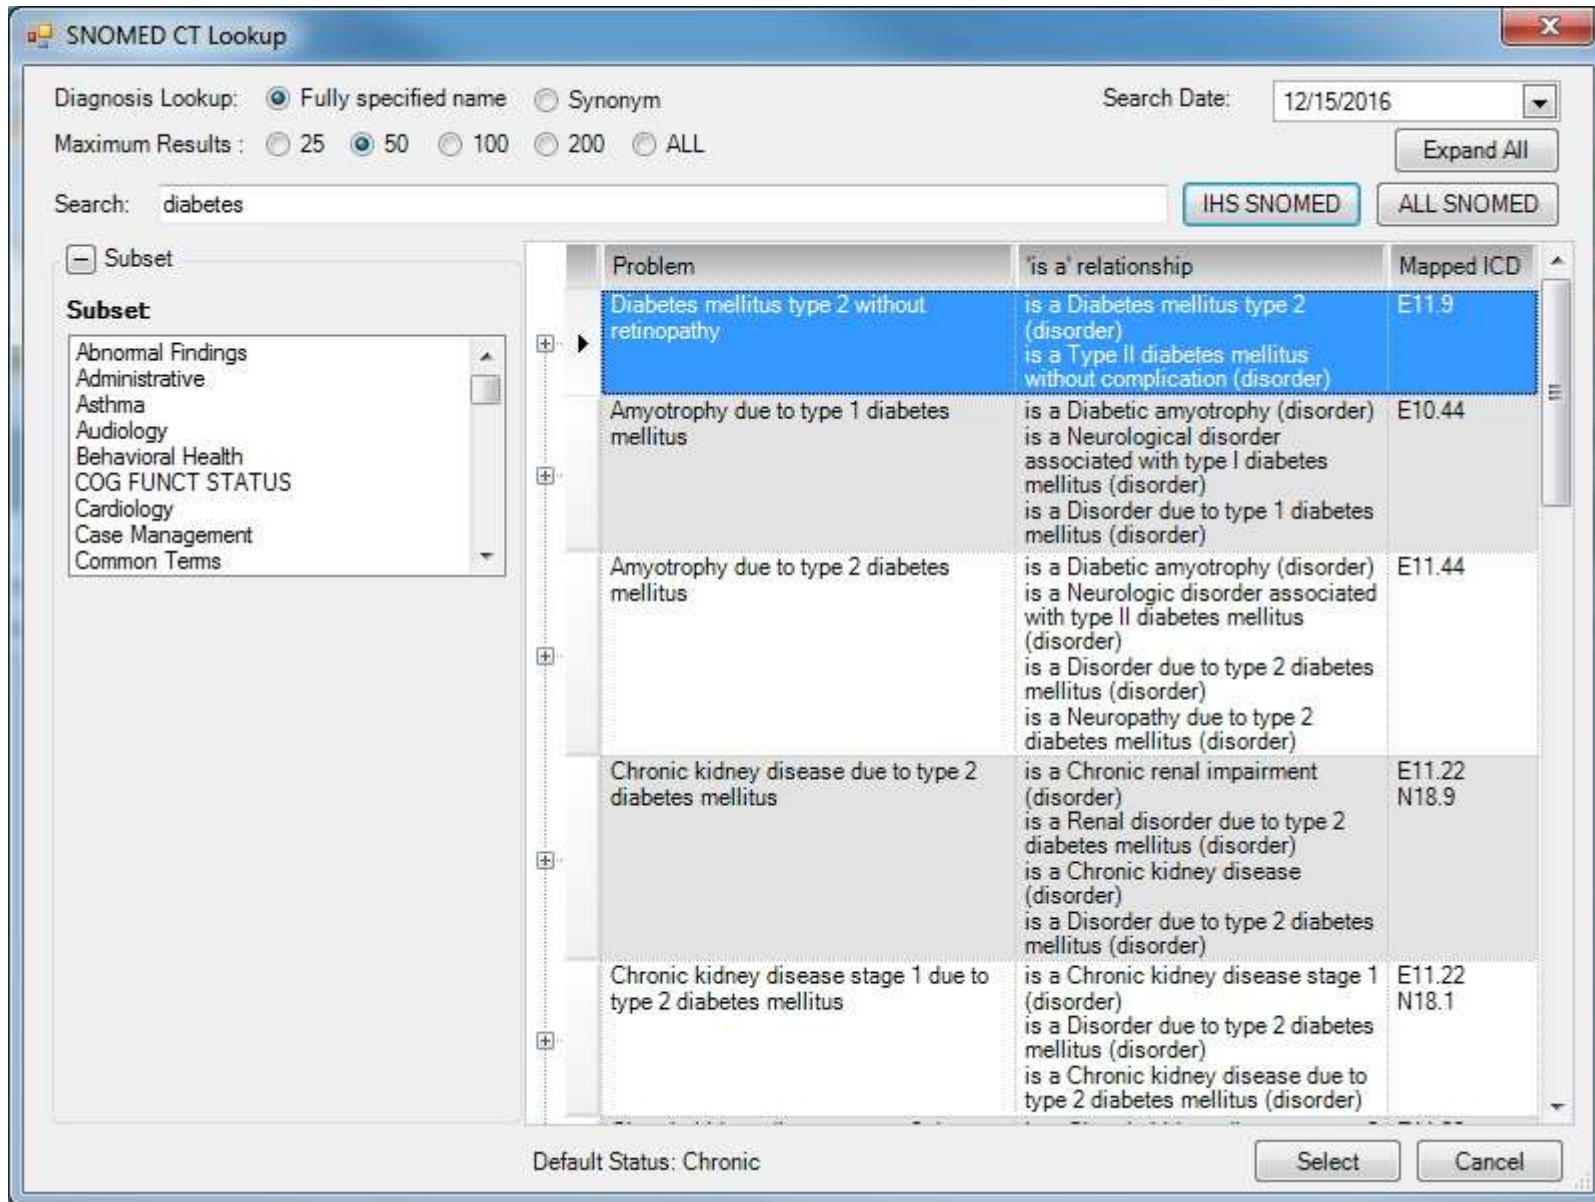 SNOMED CT Lookup
Diagnosis Lookup: Fully specified name Synonym Search Date: 12/15/2016
Maximum Results : 25 50 100 200 ALL
Expand All
Search: diabetes IHS SNOMED ALL SNOMED
Subset
Subset
Abnormal Findings
Administrative
Asthma
Audiology
Behavioral Health
COG FUNCT STATUS
Cardiology
Case Management
Common Terms
Problem 'is a' relationship Mapped ICD
Diabetes mellitus type 2 without is a Diabetes mellitus type 2 E11.9
retinopathy (disorder)
is a Type II diabetes mellitus
without complication (disorder)
Amyotrophy due to type 1 diabetes is a Diabetic amyotrophy (disorder) E10.44
mellitus is a Neurological disorder
associated with type I diabetes
mellitus (disorder)
is a Disorder due to type 1 diabetes
mellitus (disorder)
Amyotrophy due to type 2 diabetes is a Diabetic amyotrophy (disorder) E11.44
mellitus is a Neurologic disorder associated
with type II diabetes mellitus
(disorder)
is a Disorder due to type 2 diabetes
mellitus (disorder)
is a Neuropathy due to type 2
diabetes mellitus (disorder)
Chronic kidney disease due to type 2 is a Chronic renal impairment E11.22
diabetes mellitus (disorder) N18.9
is a Renal disorder due to type 2
diabetes mellitus (disorder)
is a Chronic kidney disease
(disorder)
is a Disorder due to type 2 diabetes
mellitus (disorder)
Chronic kidney disease stage 1 due to is a Chronic kidney disease stage 1 E11.22
type 2 diabetes mellitus (disorder) N18.1
is a Disorder due to type 2 diabetes
mellitus (disorder)
is a Chronic kidney disease due to
type 2 diabetes mellitus (disorder)
Default Status: Chronic Select Cancel